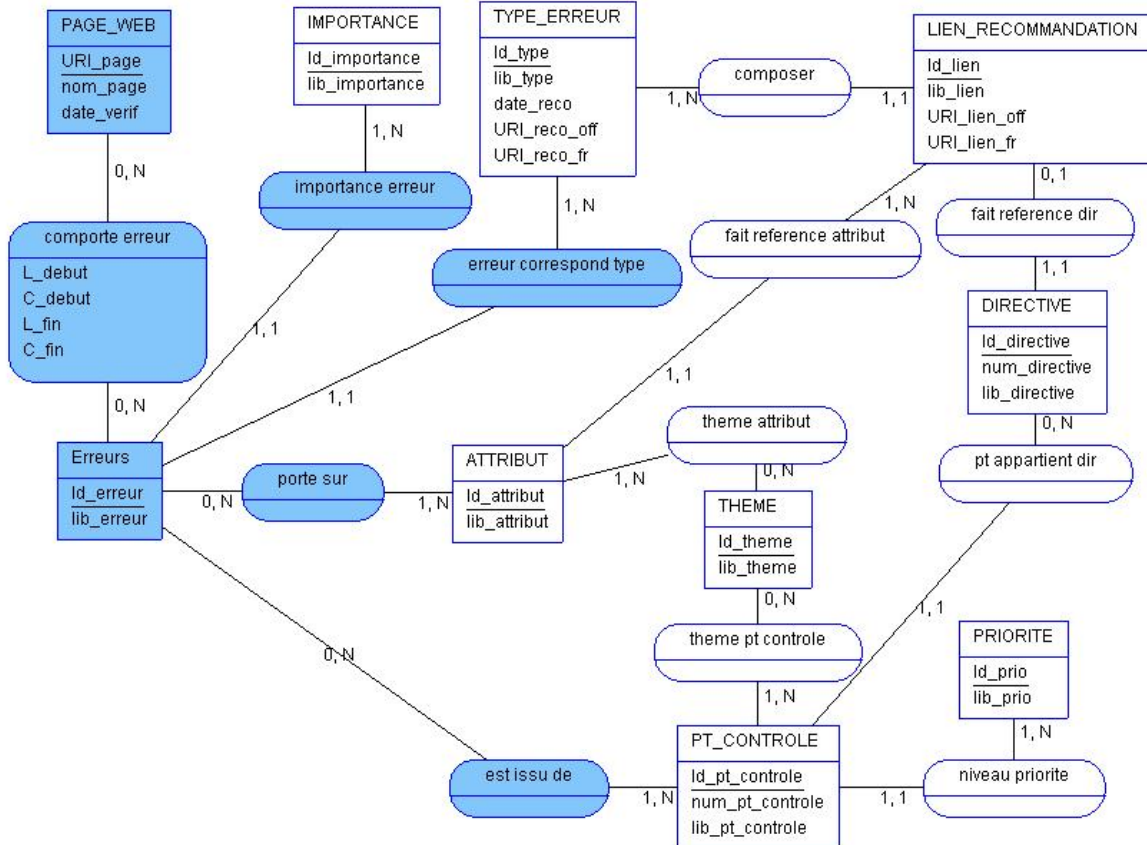 PAGE_WEB
URI_page
nom_page
date_verif
0, N
comporte erreur
L_debut
C_debut
L_fin
C_fin
0, N
IMPORTANCE
Id_importance
lib_importance
1, N
importance erreur
1, 1
TYPE_ERREUR
Id_type
lib_type
date_reco
URI_reco_off
URI_reco_fr
1, N
erreur correspond type
1, 1
1, N
composer
1, 1
LIEN_RECOMMANDATION
Id_lien
lib_lien
URI_lien_off
URI_lien_fr
1, N
fait reference attribut
1, 1
0, 1
fait reference dir
1, 1
DIRECTIVE
Id_directive
num_directive
lib_directive
0, N
pt appartient dir
1, 1
Erreurs
Id_erreur
lib_erreur
0, N
porte sur
1, N
ATTRIBUT
Id_attribut
lib_attribut
1, N
theme attribut
0, N
THEME
Id_theme
lib_theme
0, N
theme pt controle
1, N
0, N
est issu de
1, N
PT_CONTROLE
Id_pt_controle
num_pt_controle
lib_pt_controle
1, 1
niveau priorite
1, N
PRIORITE
Id_prio
lib_prio